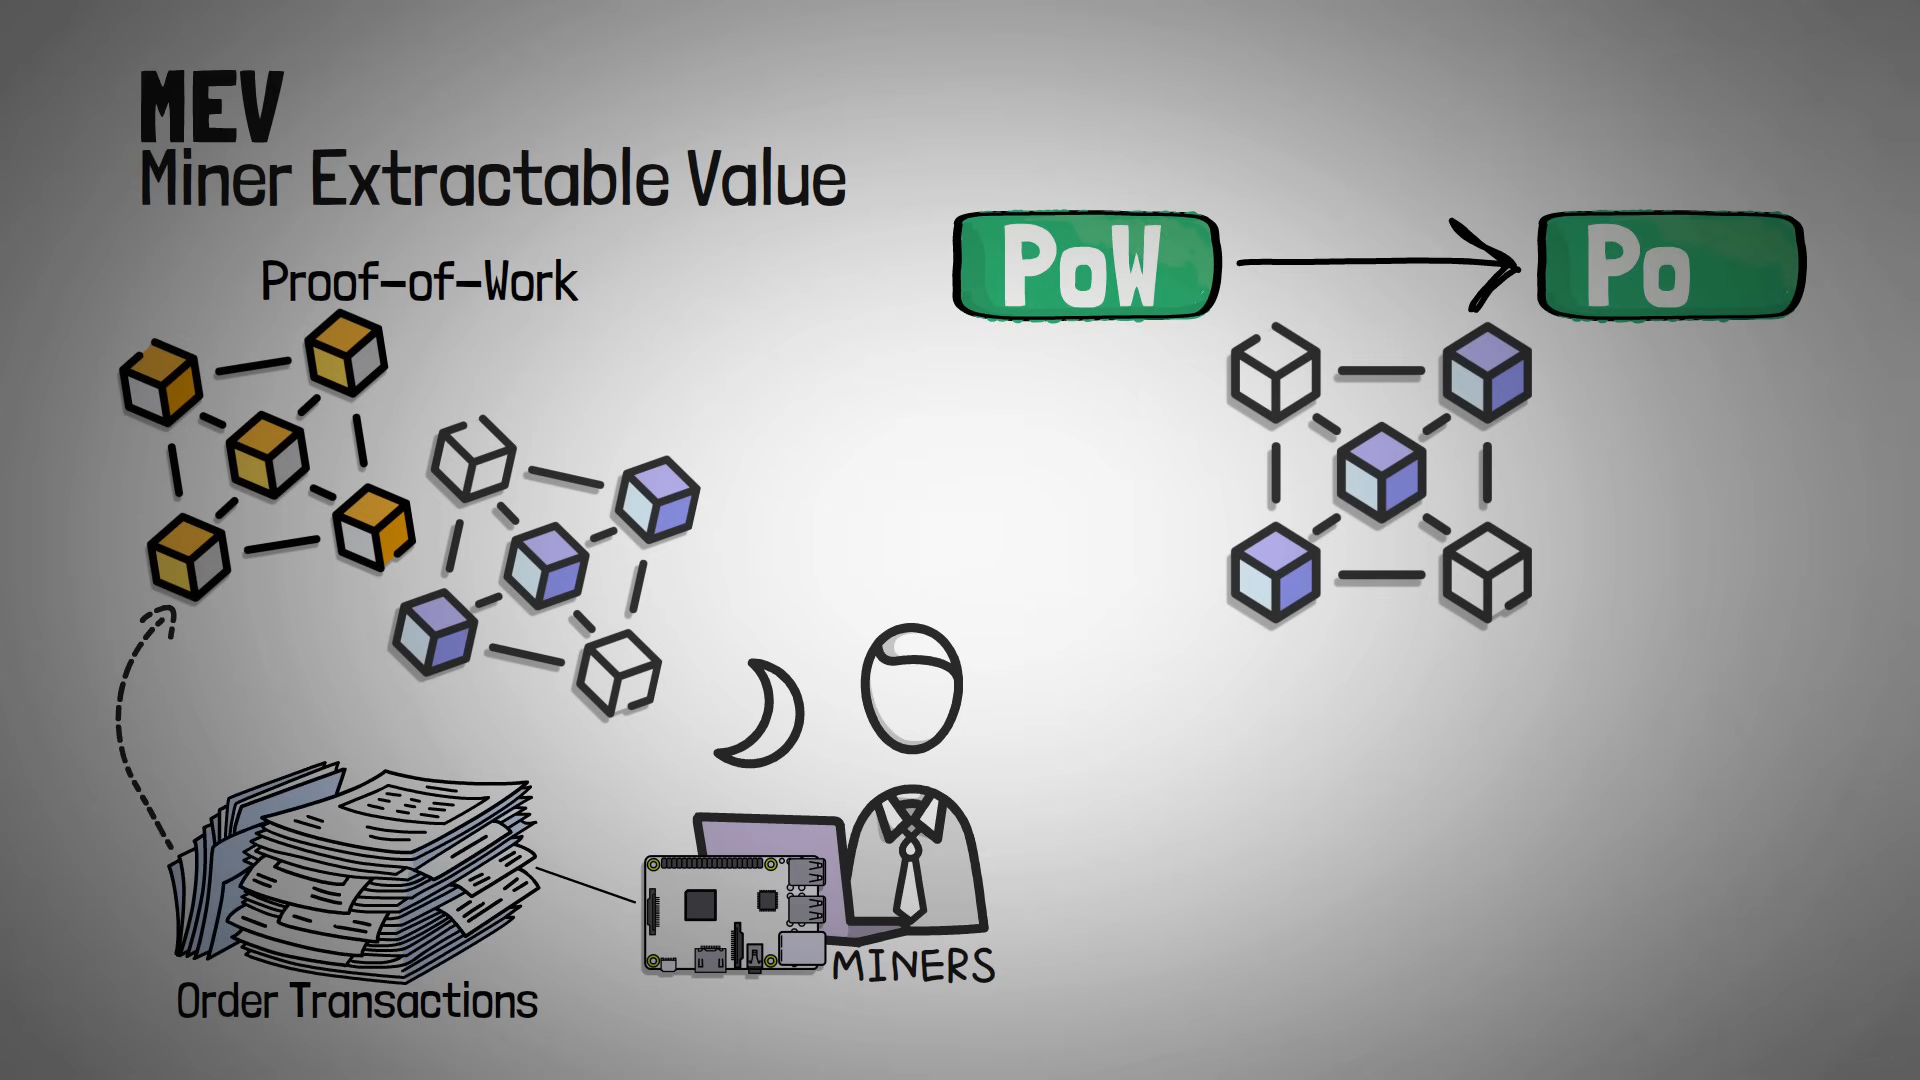 MEV
Miner Extractable Value
Proof-of-Work
PoW
Po
Order Transactions
MINERS